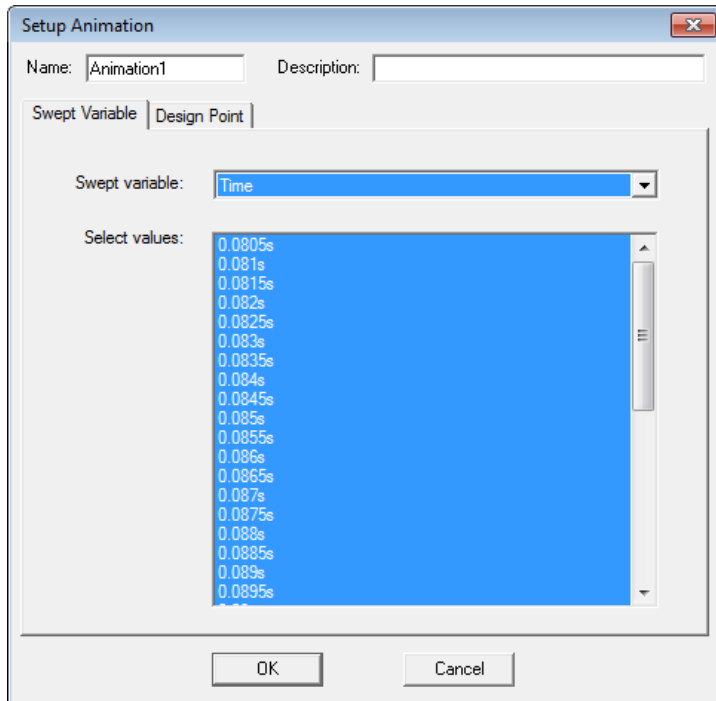 Setup Animation
Name: Animation1 Description:
Swept Variable Design Point
Swept variable: Time
Select values:
0.0805s
0.081s
0.0815s
0.082s
0.0825s
0.083s
0.0835s
0.084s
0.0845s
0.085s
0.0855s
0.086s
0.0865s
0.087s
0.0875s
0.088s
0.0885s
0.089s
0.0895s
OK Cancel